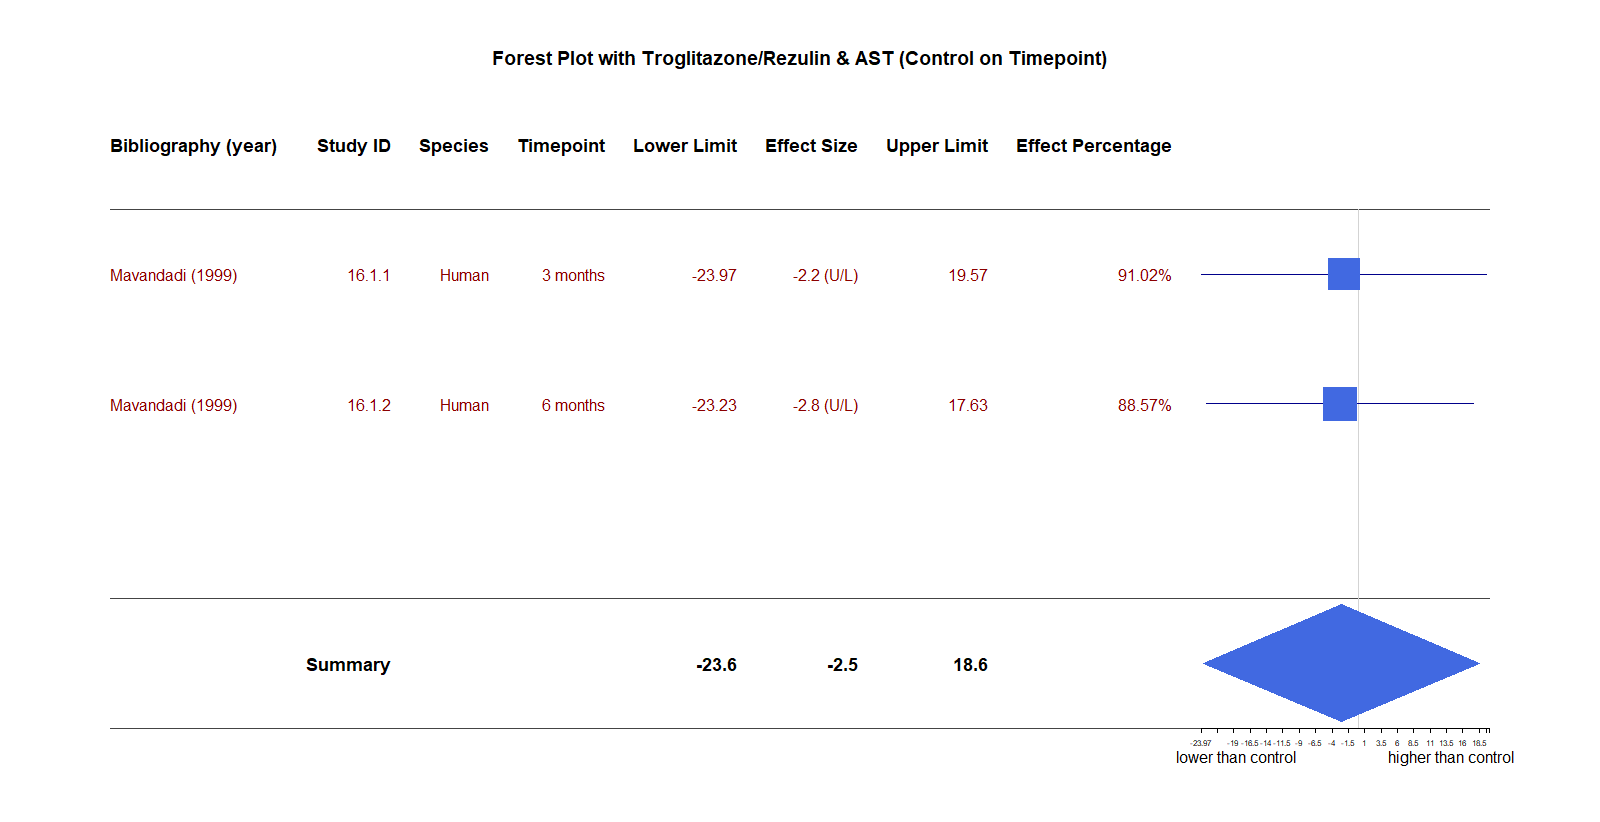 Forest Plot with Troglitazone/Rezulin & AST (Control on Timepoint)
Bibliography (year) Study ID Species Timepoint Lower Limit Effect Size Upper Limit Effect Percentage
Mavandadi (1999) 16.1.1 Human 3 months -23.97 -2.2 (U/L) 19.57 91.02%
Mavandadi (1999) 16.1.2 Human 6 months -23.23 -2.8 (U/L) 17.63 88.57%
Summary -23.6 -2.5 18.6
-23.97 -19 -16.5 -14 -11.5 -9 -6.5 -4 -1.5 1 3.5 6 8.5 11 13.5 16 18.5
lower than control higher than control